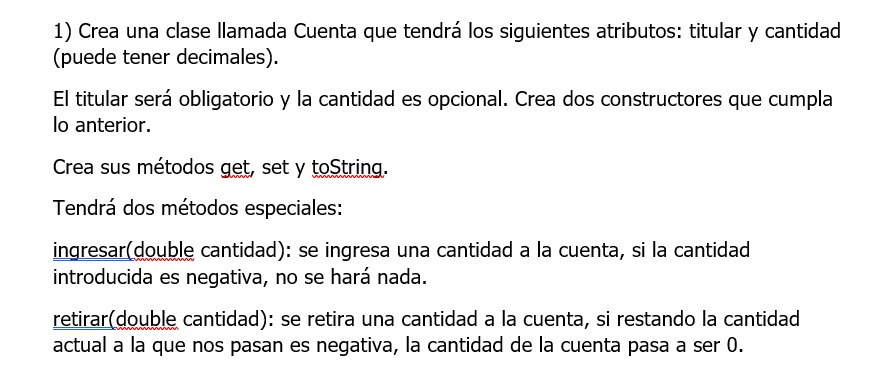 1) Crea una clase llamada Cuenta que tendrá los siguientes atributos: titular y cantidad
(puede tener decimales).
El titular será obligatorio y la cantidad es opcional. Crea dos constructores que cumpla
lo anterior.
Crea sus métodos get, set y toString.
Tendrá dos métodos especiales:
ingresar(double cantidad): se ingresa una cantidad a la cuenta, si la cantidad
introducida es negativa, no se hará nada.
retirar(double cantidad): se retira una cantidad a la cuenta, si restando la cantidad
actual a la que nos pasan es negativa, la cantidad de la cuenta pasa a ser 0.